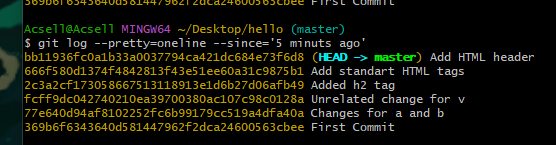 369b6f6343640d581447962f2dca24600563cbee First Commit
Acsell@Acsell MINGW64 ~/Desktop/hello (master)
$ git log --pretty=oneline --since='5 minuts ago'
bb11936fc0a1b33a0037794ca421dc684e73f6d8 (HEAD -> master) Add HTML header
666f580d1374f4842813f43e51ee60a31c9875b1 Add standart HTML tags
2c3a2cf173058667513118913e1d6b27d06afb49 Added h2 tag
fcff9dc042740210ea39700380ac107c98c0128a Unrelated change for v
77e640d94af8102252fc6b99179cc519a4dfa40a Changes for a and b
369b6f6343640d581447962f2dca24600563cbee First Commit